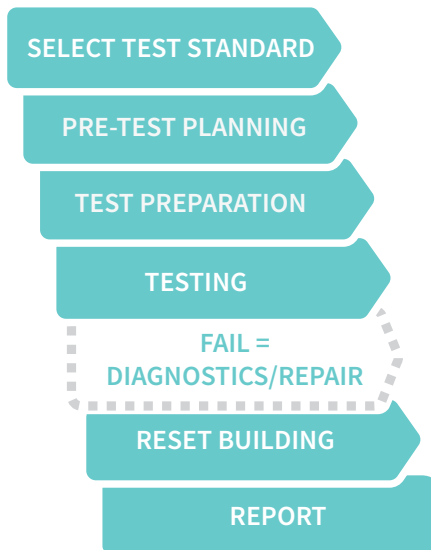 SELECT TEST STANDARD
PRE-TEST PLANNING
TEST PREPARATION
TESTING
FAIL =
DIAGNOSTICS/REPAIR
RESET BUILDING
REPORT